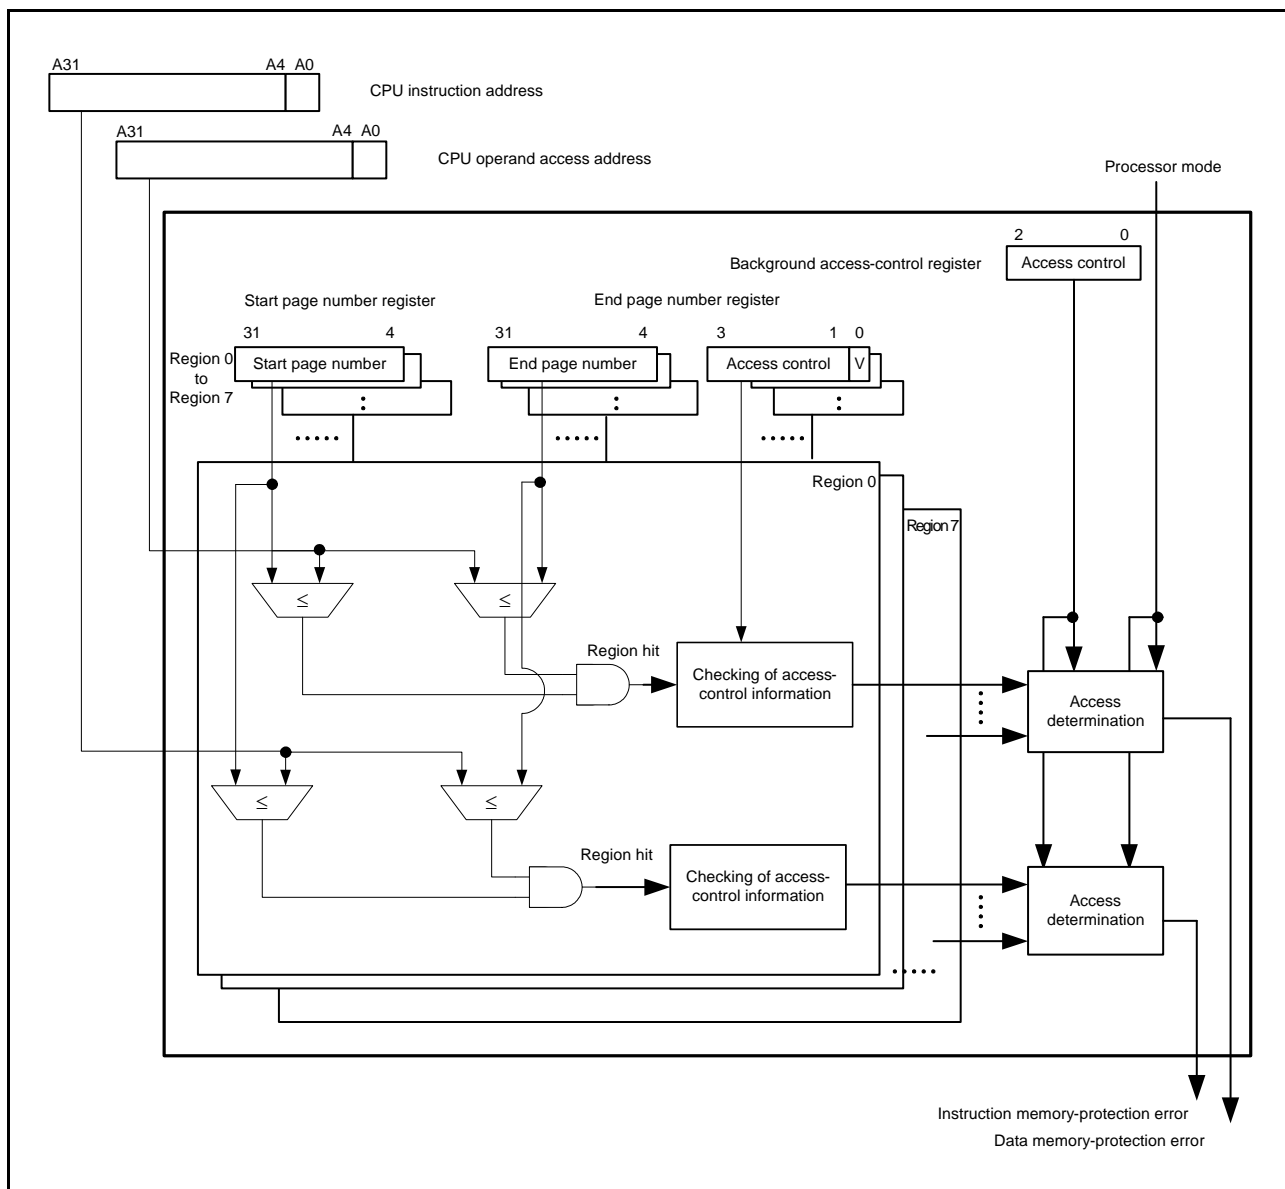 A31 A4 A0
CPU instruction address
A31 A4 A0
CPU operand access address
Processor mode
2 0
Background access-control register
Access control
Start page number register
End page number register
31 4
31 4
3 1 0
Region 0
to
Region 7
Start page number
End page number
Access control
V
Region 0
Region 7
≤
≤
Region hit
Checking of access-
control information
Access
determination
≤
≤
Region hit
Checking of access-
control information
Access
determination
Instruction memory-protection error
Data memory-protection error